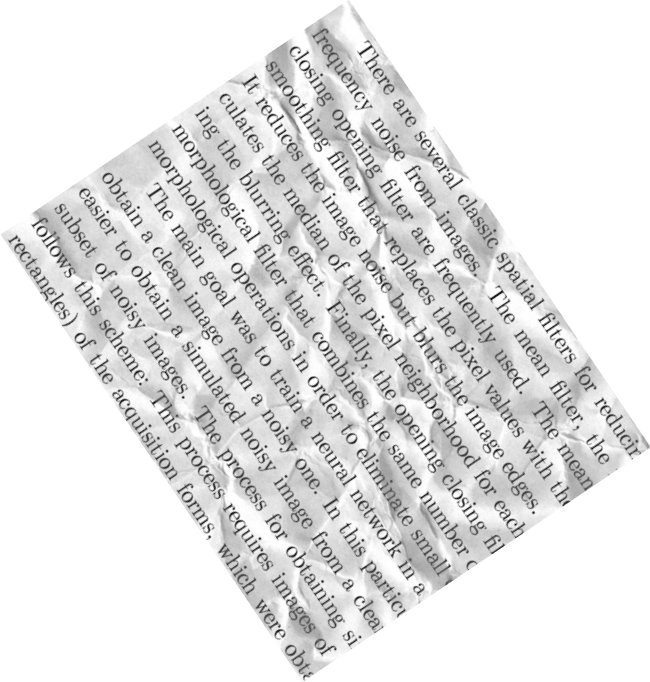 There are several classic spatial filters for reducin
frequency noise from images. The mean filter, the
closing opening filter are frequently used. The mean
smoothing filter that replaces the pixel values with th
It reduces the image noise but blurs the image edges.
culates the median of the pixel neighborhood for each
ing the blurring effect. Finally, the opening closing fil
morphological filter that combines the same number
morphological operations in order to eliminate small
The main goal was to train a neural network in a
obtain a clean image from a noisy one. In this particu
easier to obtain a simulated noisy image from a clea
subset of noisy images. The process for obtaining si
follows this scheme: This process requires images of
rectangles) of the acquisition forms, which were obta